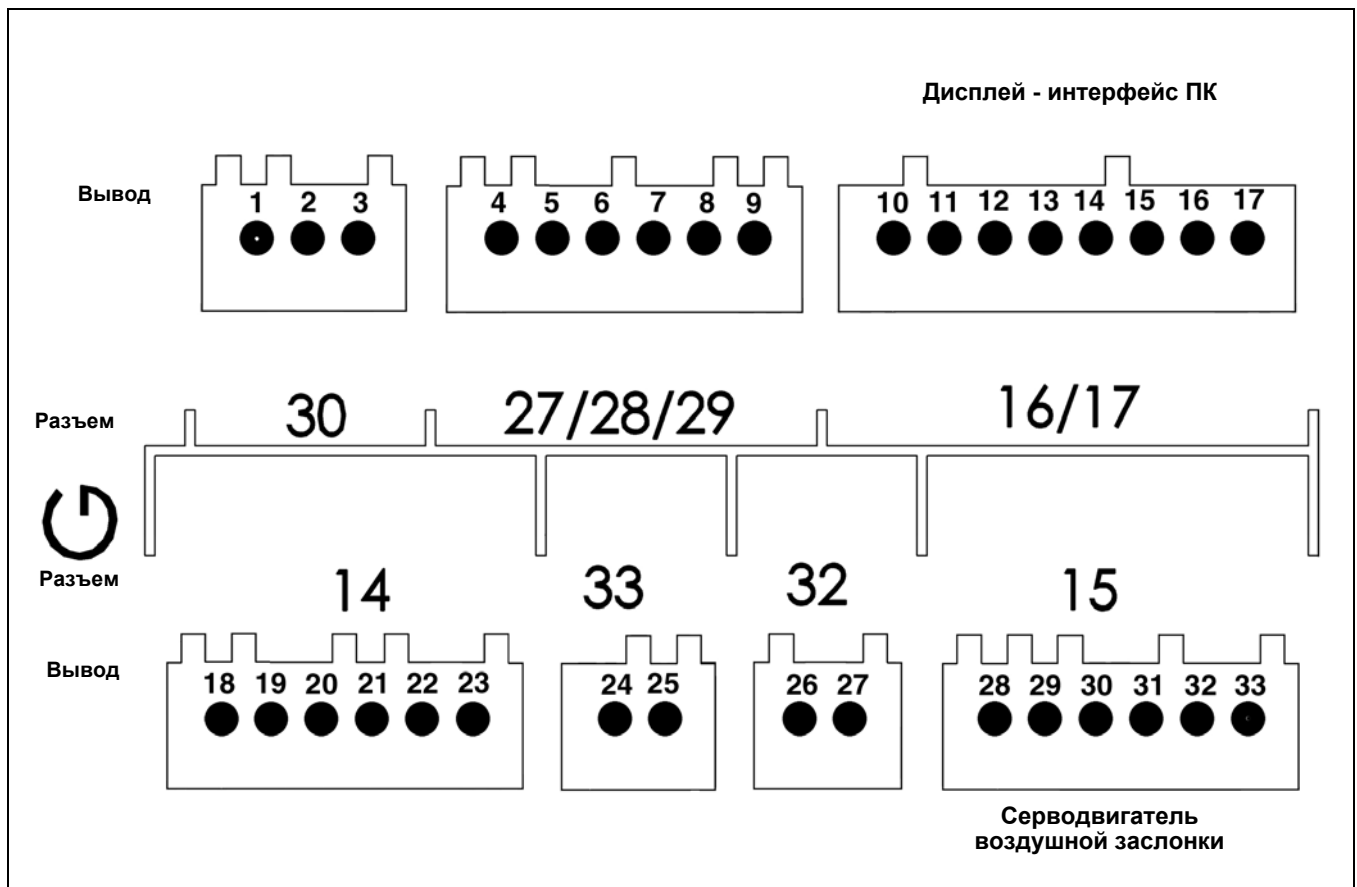 Дисплей - интерфейс ПК
Вывод
1 2 3 4 5 6 7 8 9 10 11 12 13 14 15 16 17
Разъем
30 27/28/29 16/17
Разъем
14 33 32 15
Вывод
18 19 20 21 22 23 24 25 26 27 28 29 30 31 32 33
Серводвигатель
воздушной заслонки